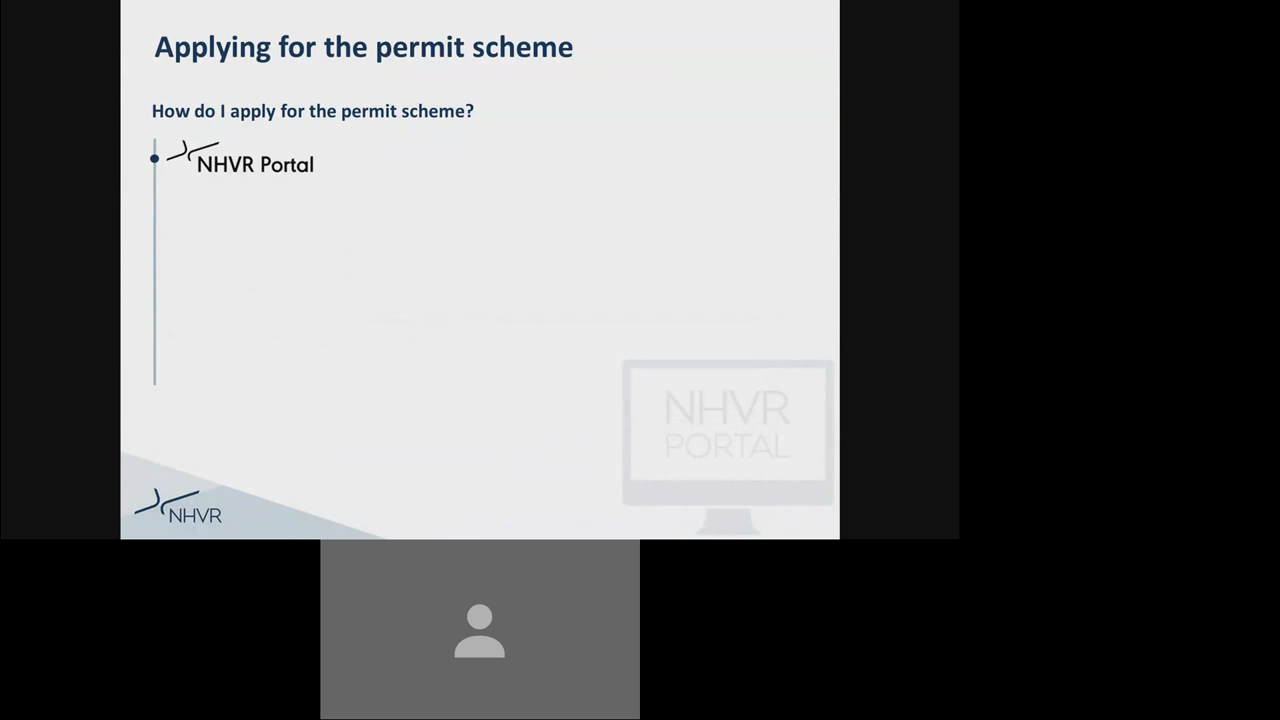 Applying for the permit scheme
How do I apply for the permit scheme?
NHVR Portal
NHVR
PORTAL
NHVR